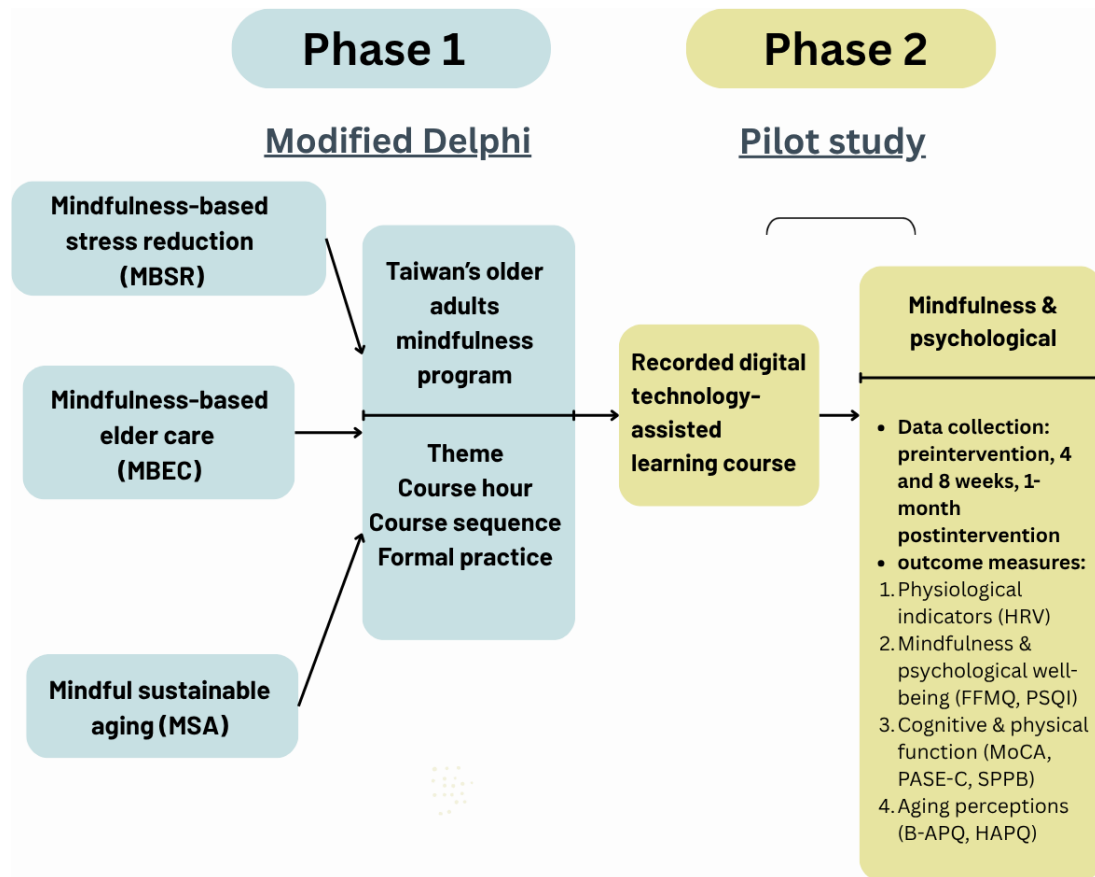 Phase 1
Phase 2
Modified Delphi
Pilot study
Mindfulness-based
stress reduction
(MBSR)
Mindfulness-based
elder care
(MBEC)
Mindful sustainable
aging (MSA)
Taiwan’s older
adults
mindfulness
program
Theme
Course hour
Course sequence
Formal practice
Recorded digital
technology-
assisted
learning course
Mindfulness &
psychological
• Data collection:
preintervention, 4
and 8 weeks, 1-
month
postintervention
• outcome measures:
1. Physiological
indicators (HRV)
2. Mindfulness &
psychological well-
being (FFMQ, PSQI)
3. Cognitive & physical
function (MoCA,
PASE-C, SPPB)
4. Aging perceptions
(B-APQ, HAPQ)